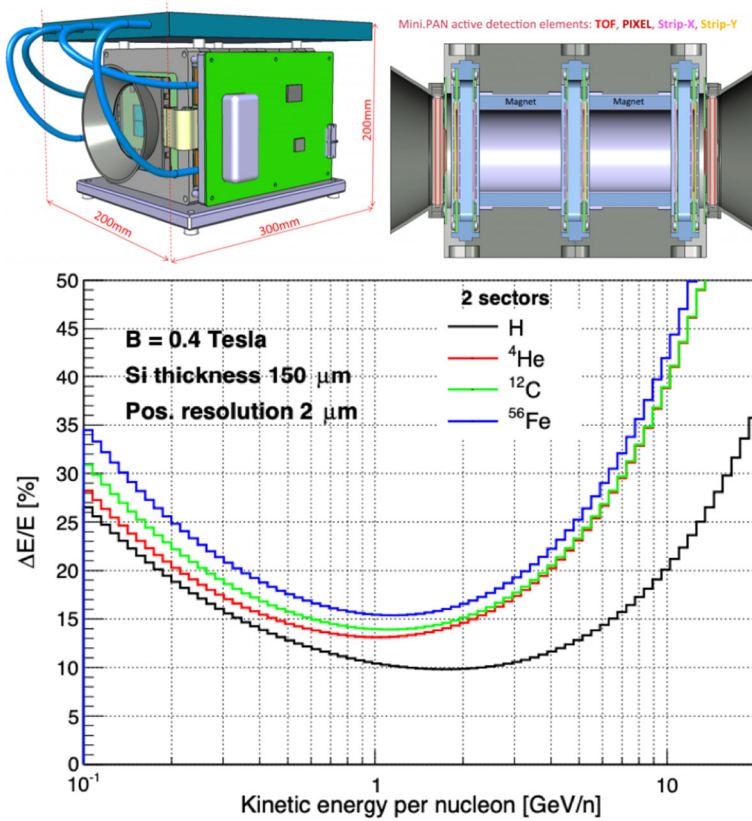 Mini.PAN active detection elements: TOF, PIXEL, Strip-X, Strip-Y
Magnet Magnet
200mm
200mm
300mm
2 sectors
B = 0.4 Tesla
Si thickness 150 μm
Pos. resolution 2 μm
H
⁴He
¹²C
⁵⁶Fe
50
45
40
35
30
25
20
15
10
5
0
ΔE/E [%]
10⁻¹ 1 10
Kinetic energy per nucleon [GeV/n]